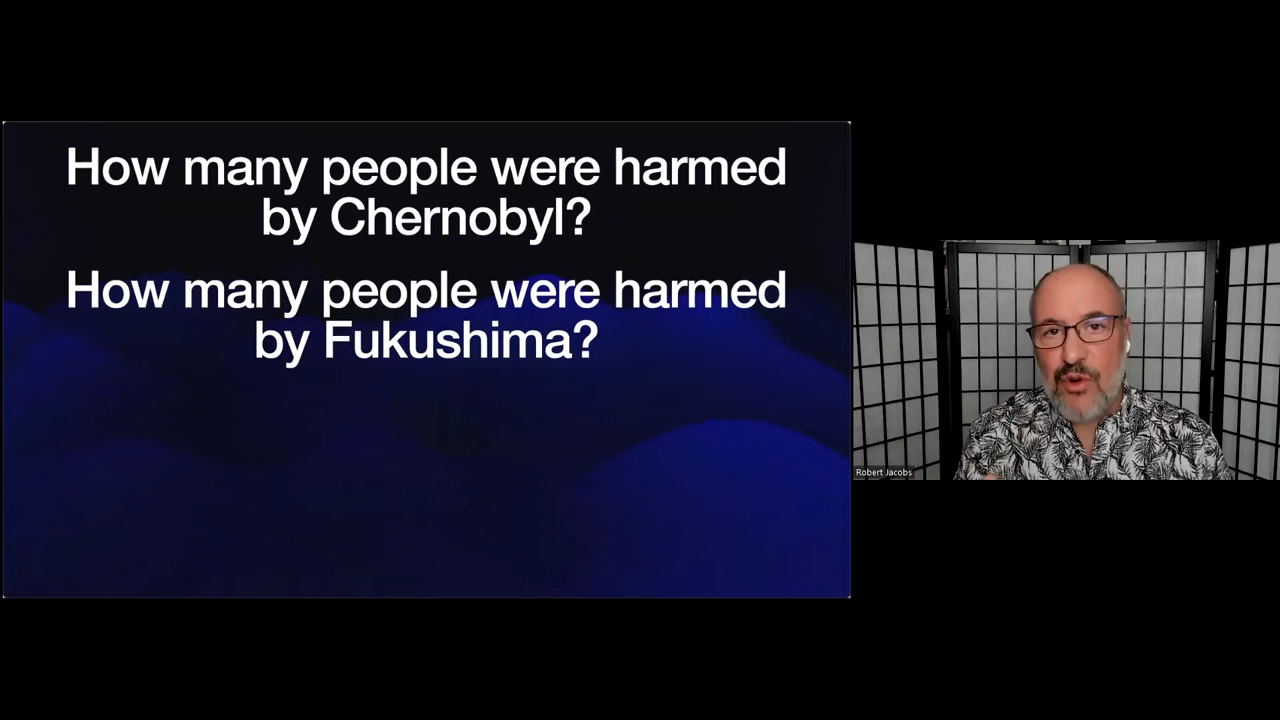 How many people were harmed
by Chernobyl?
How many people were harmed
by Fukushima?
Robert Jacobs